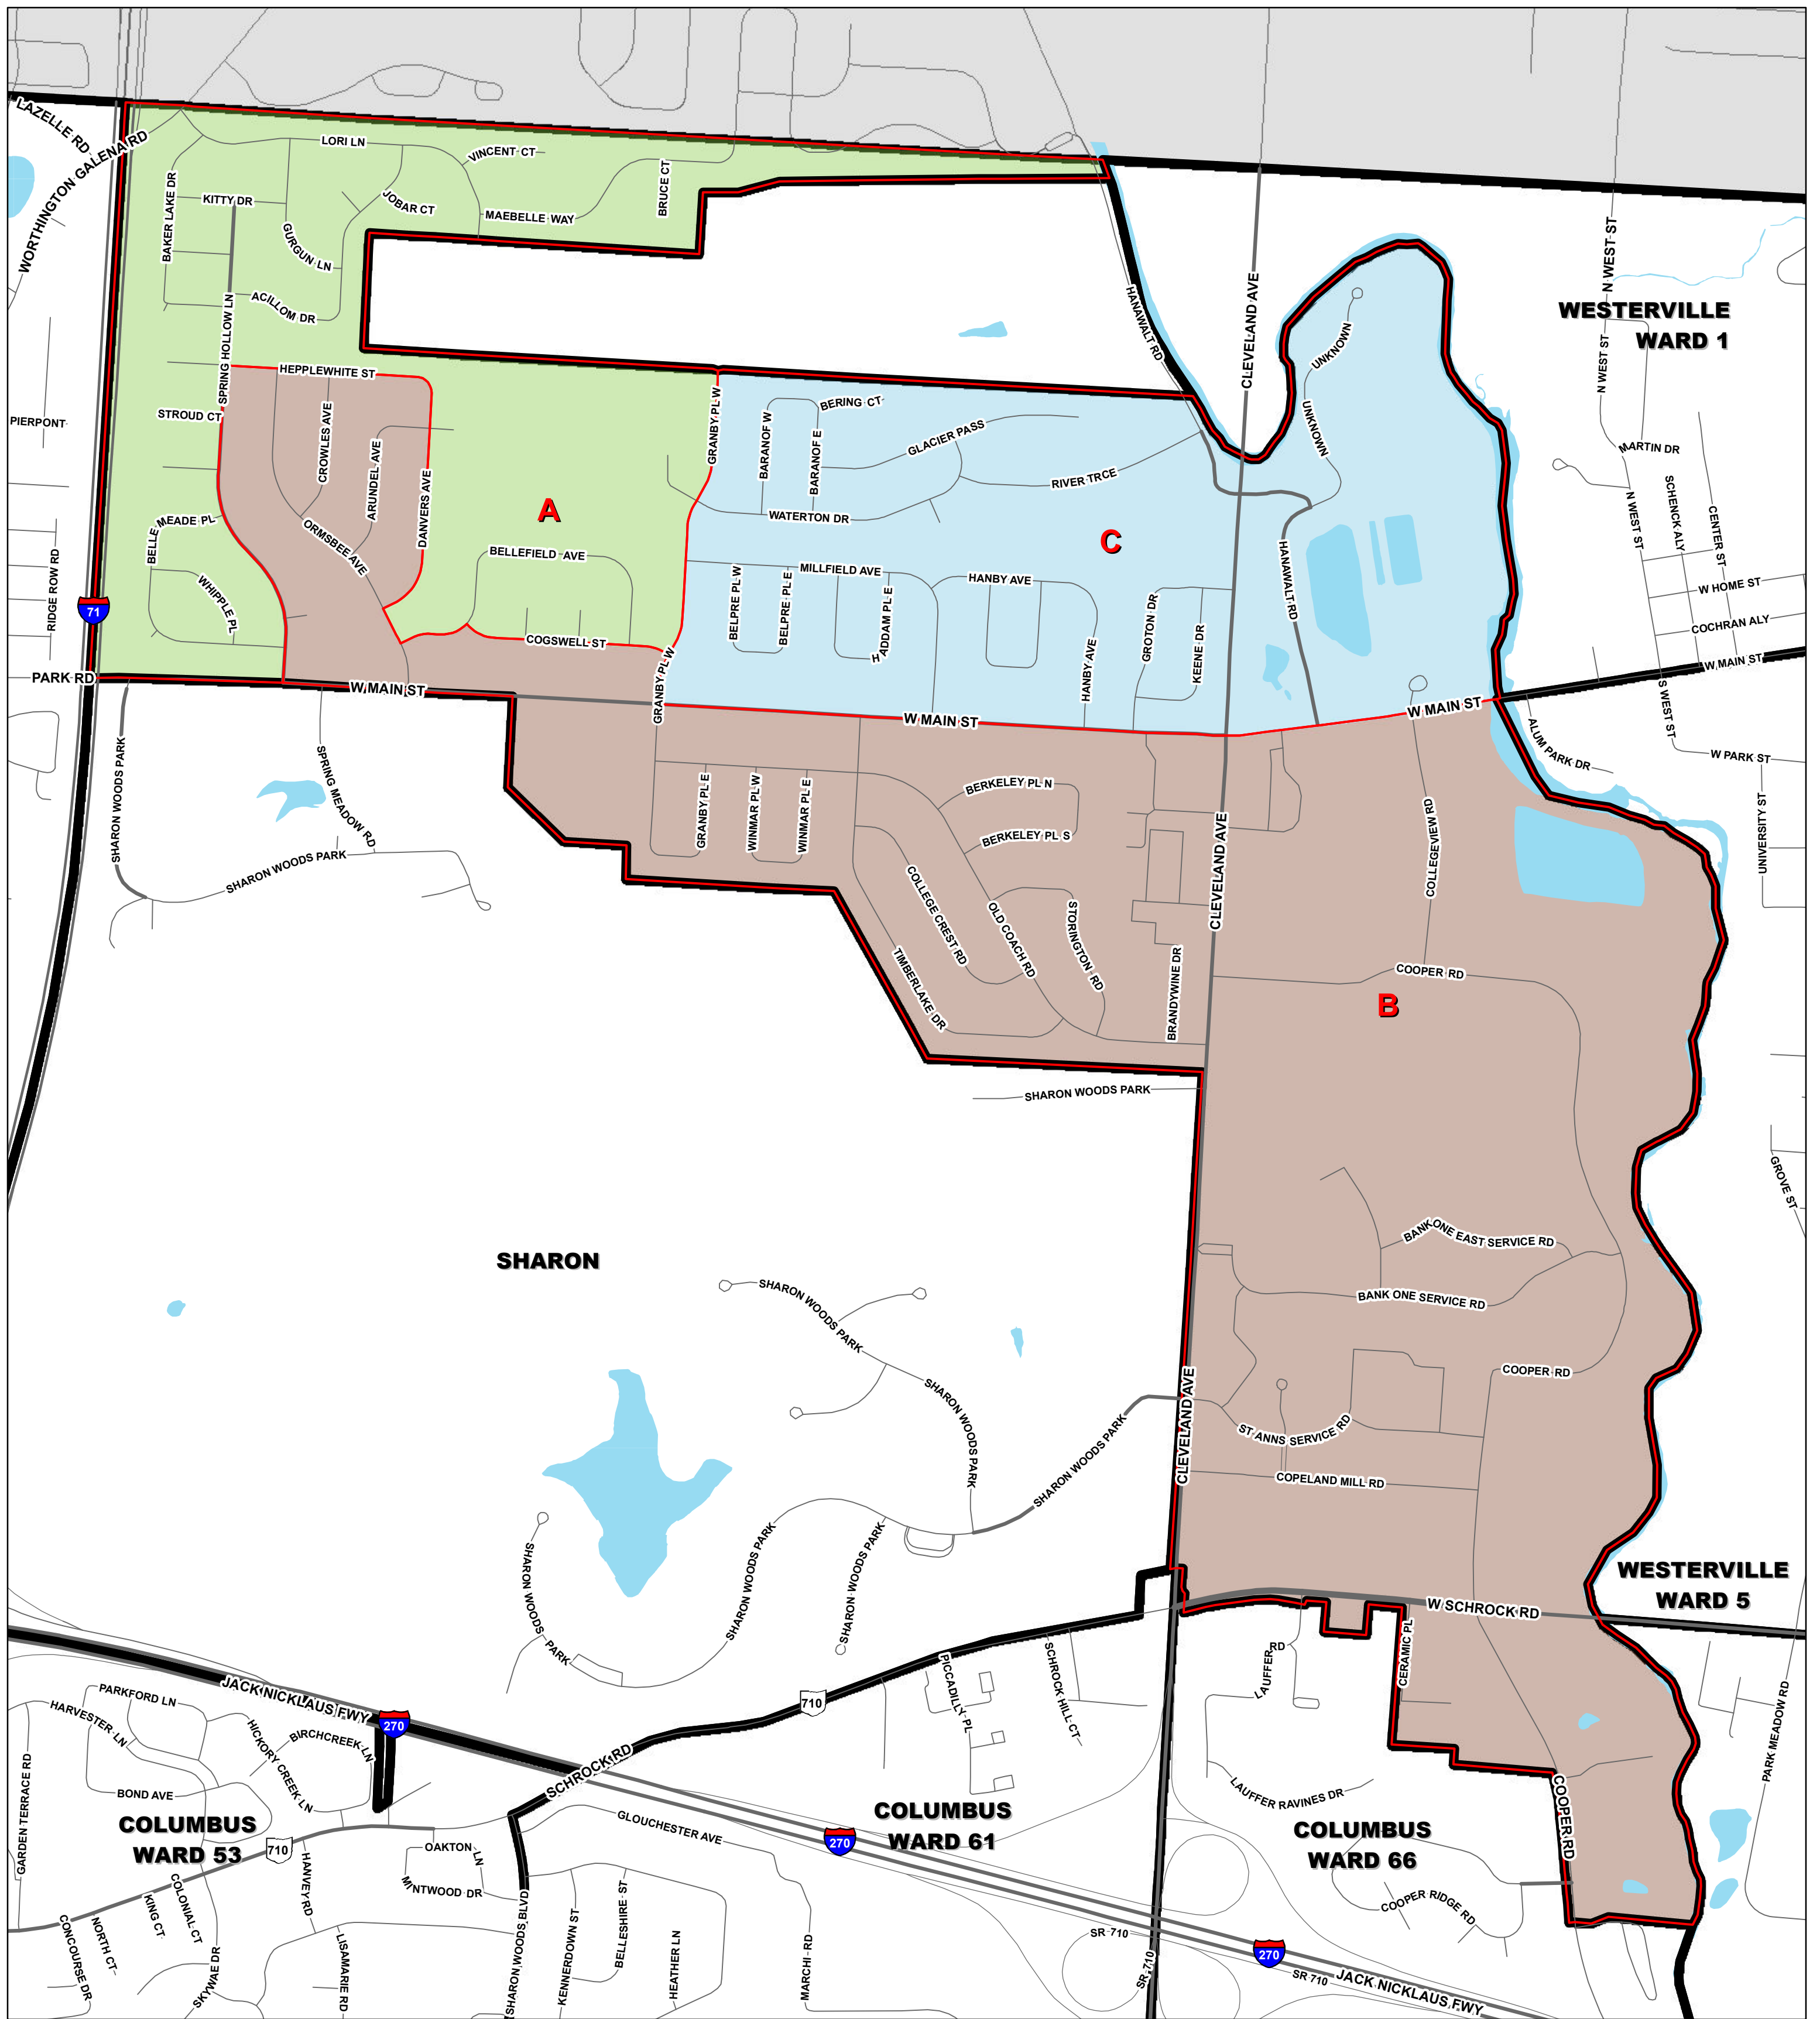 LAZELLE RD
WORTHINGTON GALENA RD
LORI LN
VINCENT CT
BRUCE CT
BAKER LAKE DR
KITTY DR
JOBAR CT
MAEBELLE WAY
GURGUN LN
ACILLOM DR
SPRING HOLLOW LN
HANAWALT RD
CLEVELAND AVE
UNKNOWN
UNKNOWN
N WEST ST
WESTERVILLE
WARD 1
N WEST ST
HEPPLEWHITE ST
STROUD CT
PIERPONT
CROWLES AVE
ARUNDEL AVE
DANVERS AVE
ORMSBEE AVE
GRANBY PL W
BARANOF W
BARANOF E
BERING CT
GLACIER PASS
RIVER TRCE
WATERTON DR
A
C
MARTIN DR
N WEST ST
SCHENCK ALY
CENTER ST
W HOME ST
COCHRAN ALY
W MAIN ST
BELLE MEADE PL
WHIPPLE PL
RIDGE ROW RD
71
BELLEFIELD AVE
COGSWELL ST
MILLFIELD AVE
HANBY AVE
BELPRE PL W
BELPRE PL E
HADDAM PL E
HANBY AVE
GROTON DR
KEENE DR
HANAWALT RD
PARK RD
W MAIN ST
GRANBY PL W
W MAIN ST
W MAIN ST
S WEST ST
W PARK ST
ALUM PARK DR
UNIVERSITY ST
SHARON WOODS PARK
SPRING MEADOW RD
SHARON WOODS PARK
GRANBY PL E
WINMAR PL W
WINMAR PL E
BERKELEY PL N
BERKELEY PL S
COLLEGE CREST RD
OLD COACH RD
STORINGTON RD
TIMBERLAKE DR
BRANDYWINE DR
CLEVELAND AVE
COLLEGEVIEW RD
COOPER RD
B
SHARON WOODS PARK
GROVE ST
SHARON
BANK ONE EAST SERVICE RD
BANK ONE SERVICE RD
SHARON WOODS PARK
SHARON WOODS PARK
SHARON WOODS PARK
CLEVELAND AVE
COOPER RD
ST ANNS SERVICE RD
COPELAND MILL RD
SHARON WOODS PARK
SHARON WOODS PARK
SHARON WOODS PARK
WESTERVILLE
WARD 5
W SCHROCK RD
CERAMIC PL
LAUFFER RD
PARK MEADOW RD
JACK NICKLAUS FWY
270
710
SCHROCK RD
PICCADILLY PL
SCHROCK HILL CT
PARKFORD LN
HARVESTER LN
HICKORY CREEK LN
BIRCHCREEK LN
BOND AVE
GARDEN TERRACE RD
COLUMBUS
WARD 53
710
COLUMBUS
WARD 61
270
GLOUCHESTER AVE
LAUFFER RAVINES DR
COLUMBUS
WARD 66
COOPER RD
COOPER RIDGE RD
OAKTON LN
MINTWOOD DR
HARVEY RD
COLONIAL CT
KING CT
NORTH CT
CONCOURSE DR
SKYWAE DR
LISAMARIE RD
SHARON WOODS BLVD
KENNERDOWN ST
BELLESHIRE ST
HEATHER LN
MARCHI RD
SR 710
SR 710
270
SR 710
JACK NICKLAUS FWY